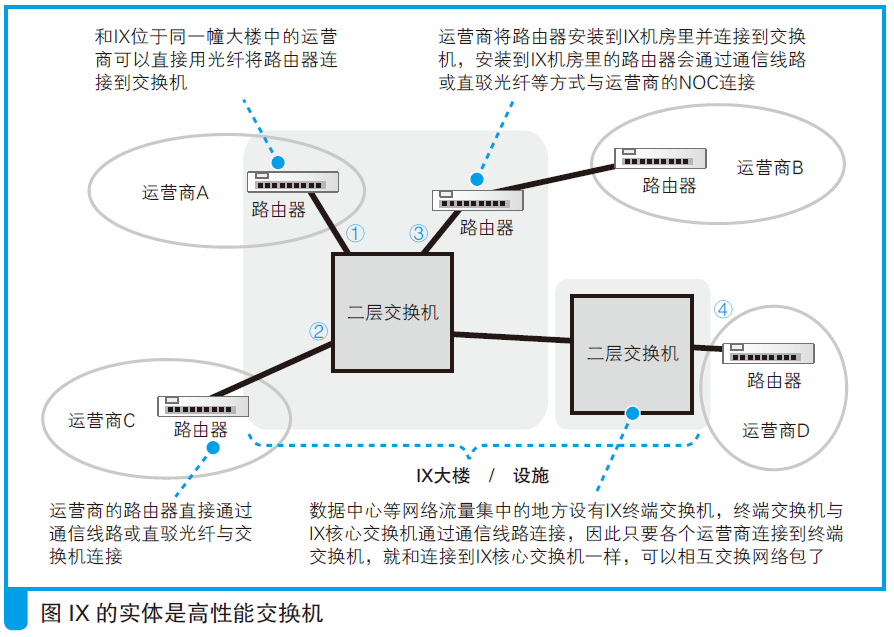 和IX位于同一幢大楼中的运营
商可以直接用光纤将路由器连
接到交换机
运营商将路由器安装到IX机房里并连接到交换
机，安装到IX机房里的路由器会通过通信线路
或直驳光纤等方式与运营商的NOC连接
运营商A
路由器
路由器
路由器
运营商B
①
③
二层交换机
②
④
二层交换机
路由器
运营商D
运营商C
路由器
IX大楼 / 设施
运营商的路由器直接通过
通信线路或直驳光纤与交
换机连接
数据中心等网络流量集中的地方设有IX终端交换机，终端交换机与
IX核心交换机通过通信线路连接，因此只要各个运营商连接到终端
交换机，就和连接到IX核心交换机一样，可以相互交换网络包了
图 IX 的实体是高性能交换机